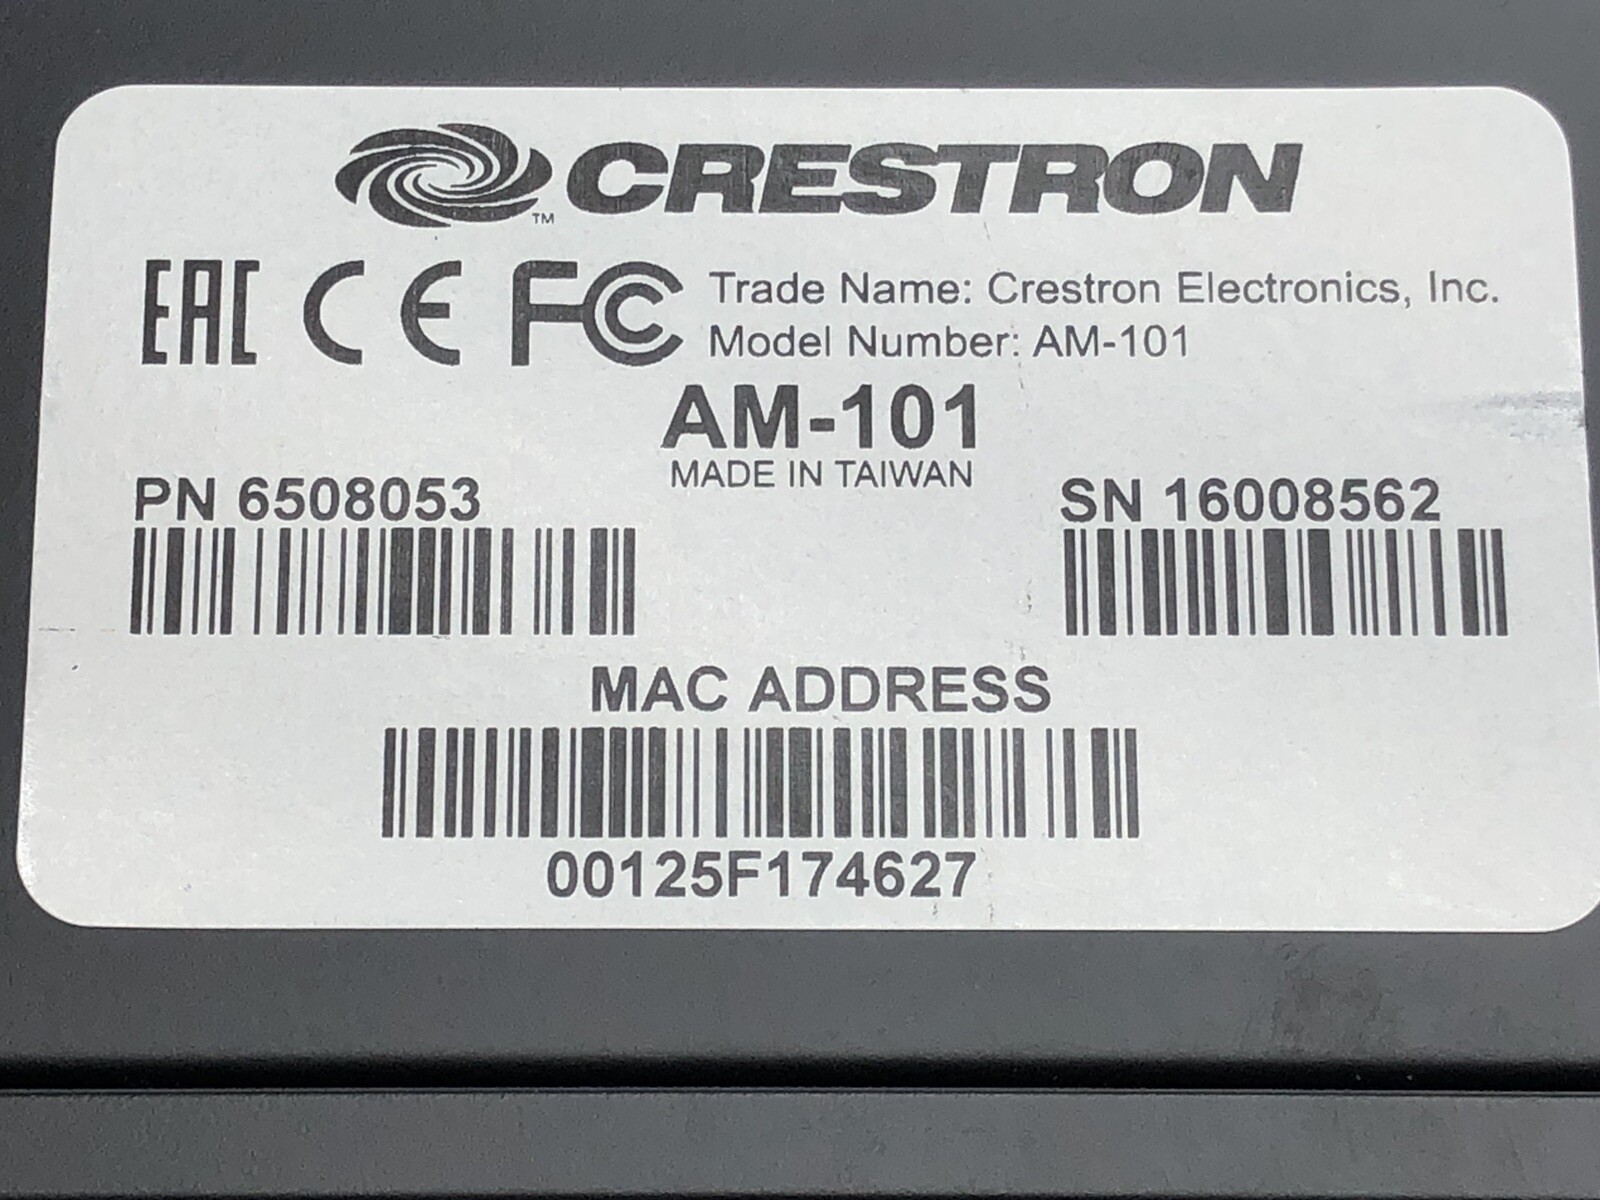 CRESTRON
™
EAC CE FC Trade Name: Crestron Electronics, Inc.
Model Number: AM-101
AM-101
MADE IN TAIWAN
PN 6508053
SN 16008562
MAC ADDRESS
00125F174627